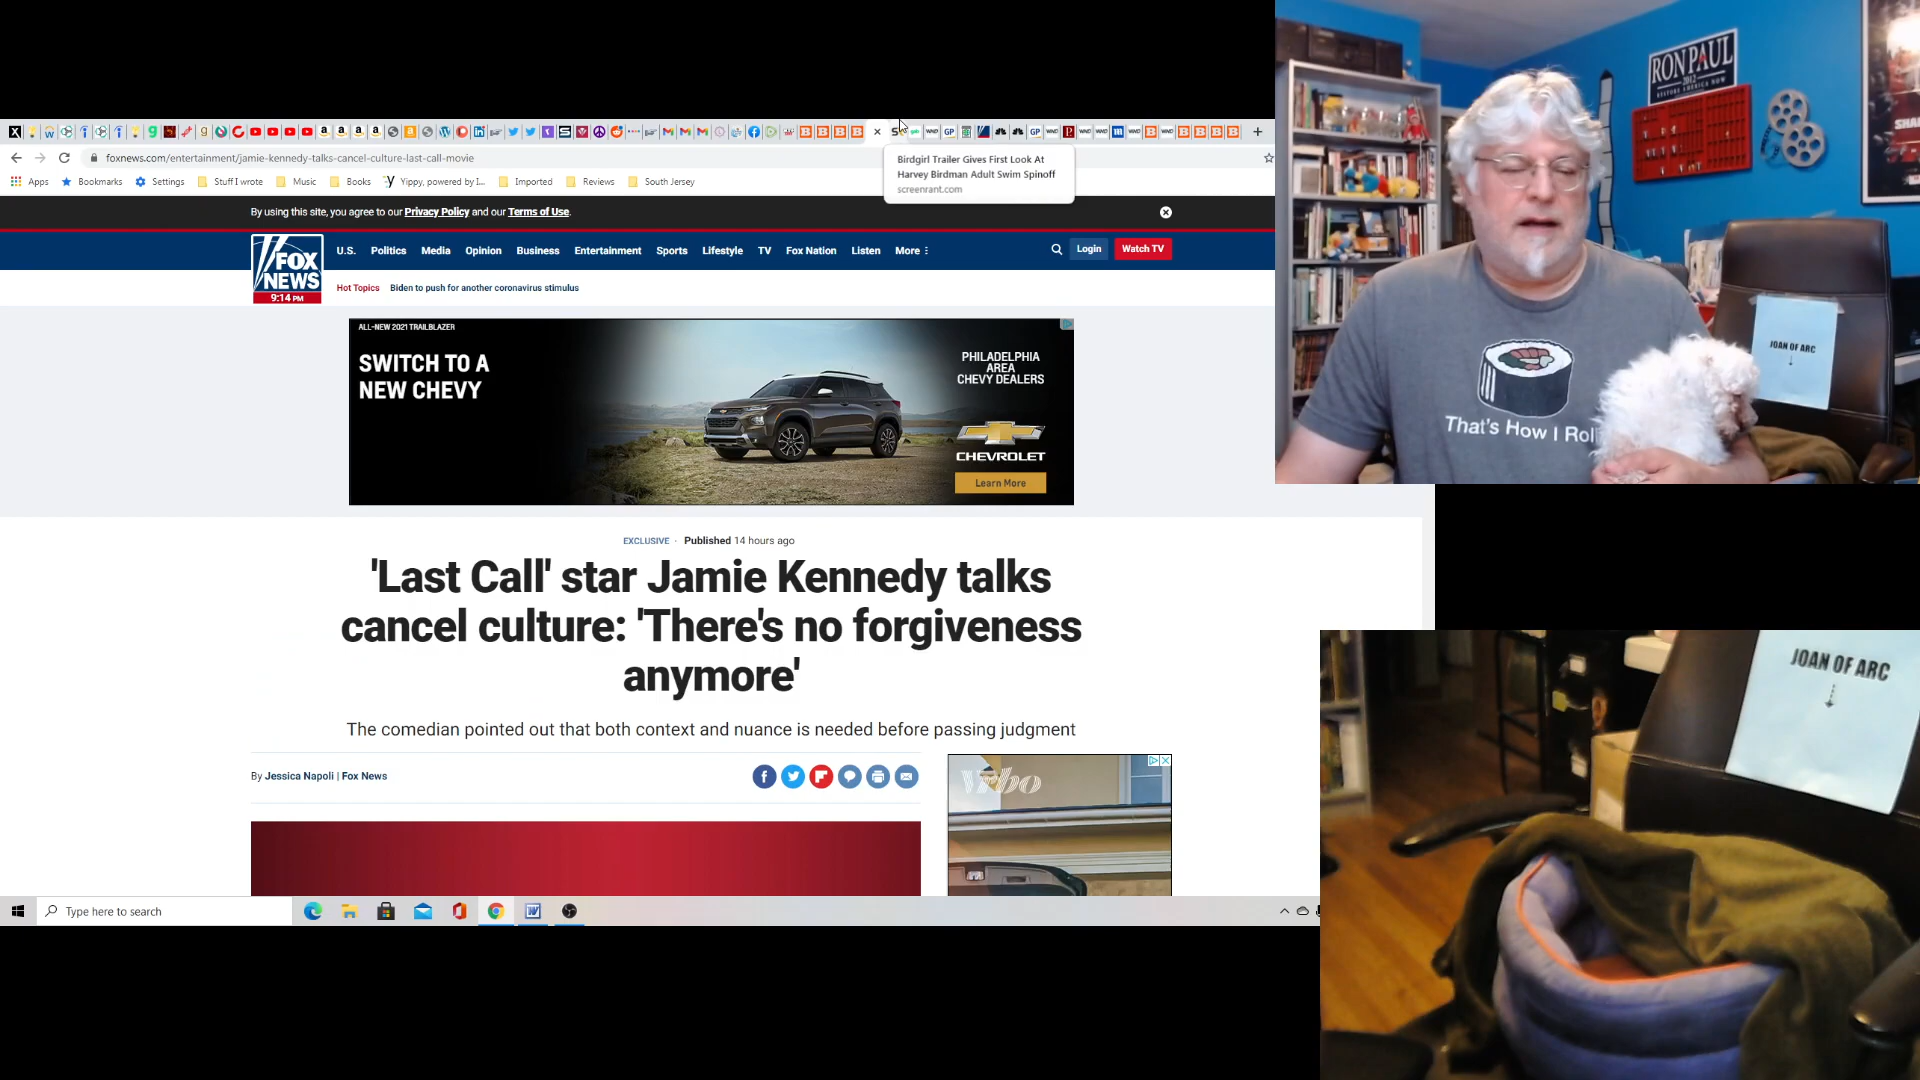 foxnews.com/entertainment/jamie-kennedy-talks-cancel-culture-last-call-movie
Apps
Bookmarks
Settings
Stuff I wrote
Music
Books
Yippy, powered by I...
Imported
Reviews
South Jersey
Birdgirl Trailer Gives First Look At
Harvey Birdman Adult Swim Spinoff
screenrant.com
By using this site, you agree to our Privacy Policy and our Terms of Use.
FOX
NEWS
9:14 PM
U.S. Politics Media Opinion Business Entertainment Sports Lifestyle TV Fox Nation Listen More
Login
Watch TV
Hot Topics Biden to push for another coronavirus stimulus
ALL-NEW 2021 TRAILBLAZER
SWITCH TO A
NEW CHEVY
PHILADELPHIA
AREA
CHEVY DEALERS
CHEVROLET
Learn More
EXCLUSIVE · Published 14 hours ago
'Last Call' star Jamie Kennedy talks
cancel culture: 'There's no forgiveness
anymore'
The comedian pointed out that both context and nuance is needed before passing judgment
By Jessica Napoli | Fox News
Vrbo
Type here to search
RON PAUL
2012
RESTORE AMERICA NOW
JOAN OF ARC
That's How I Rol
JOAN OF ARC